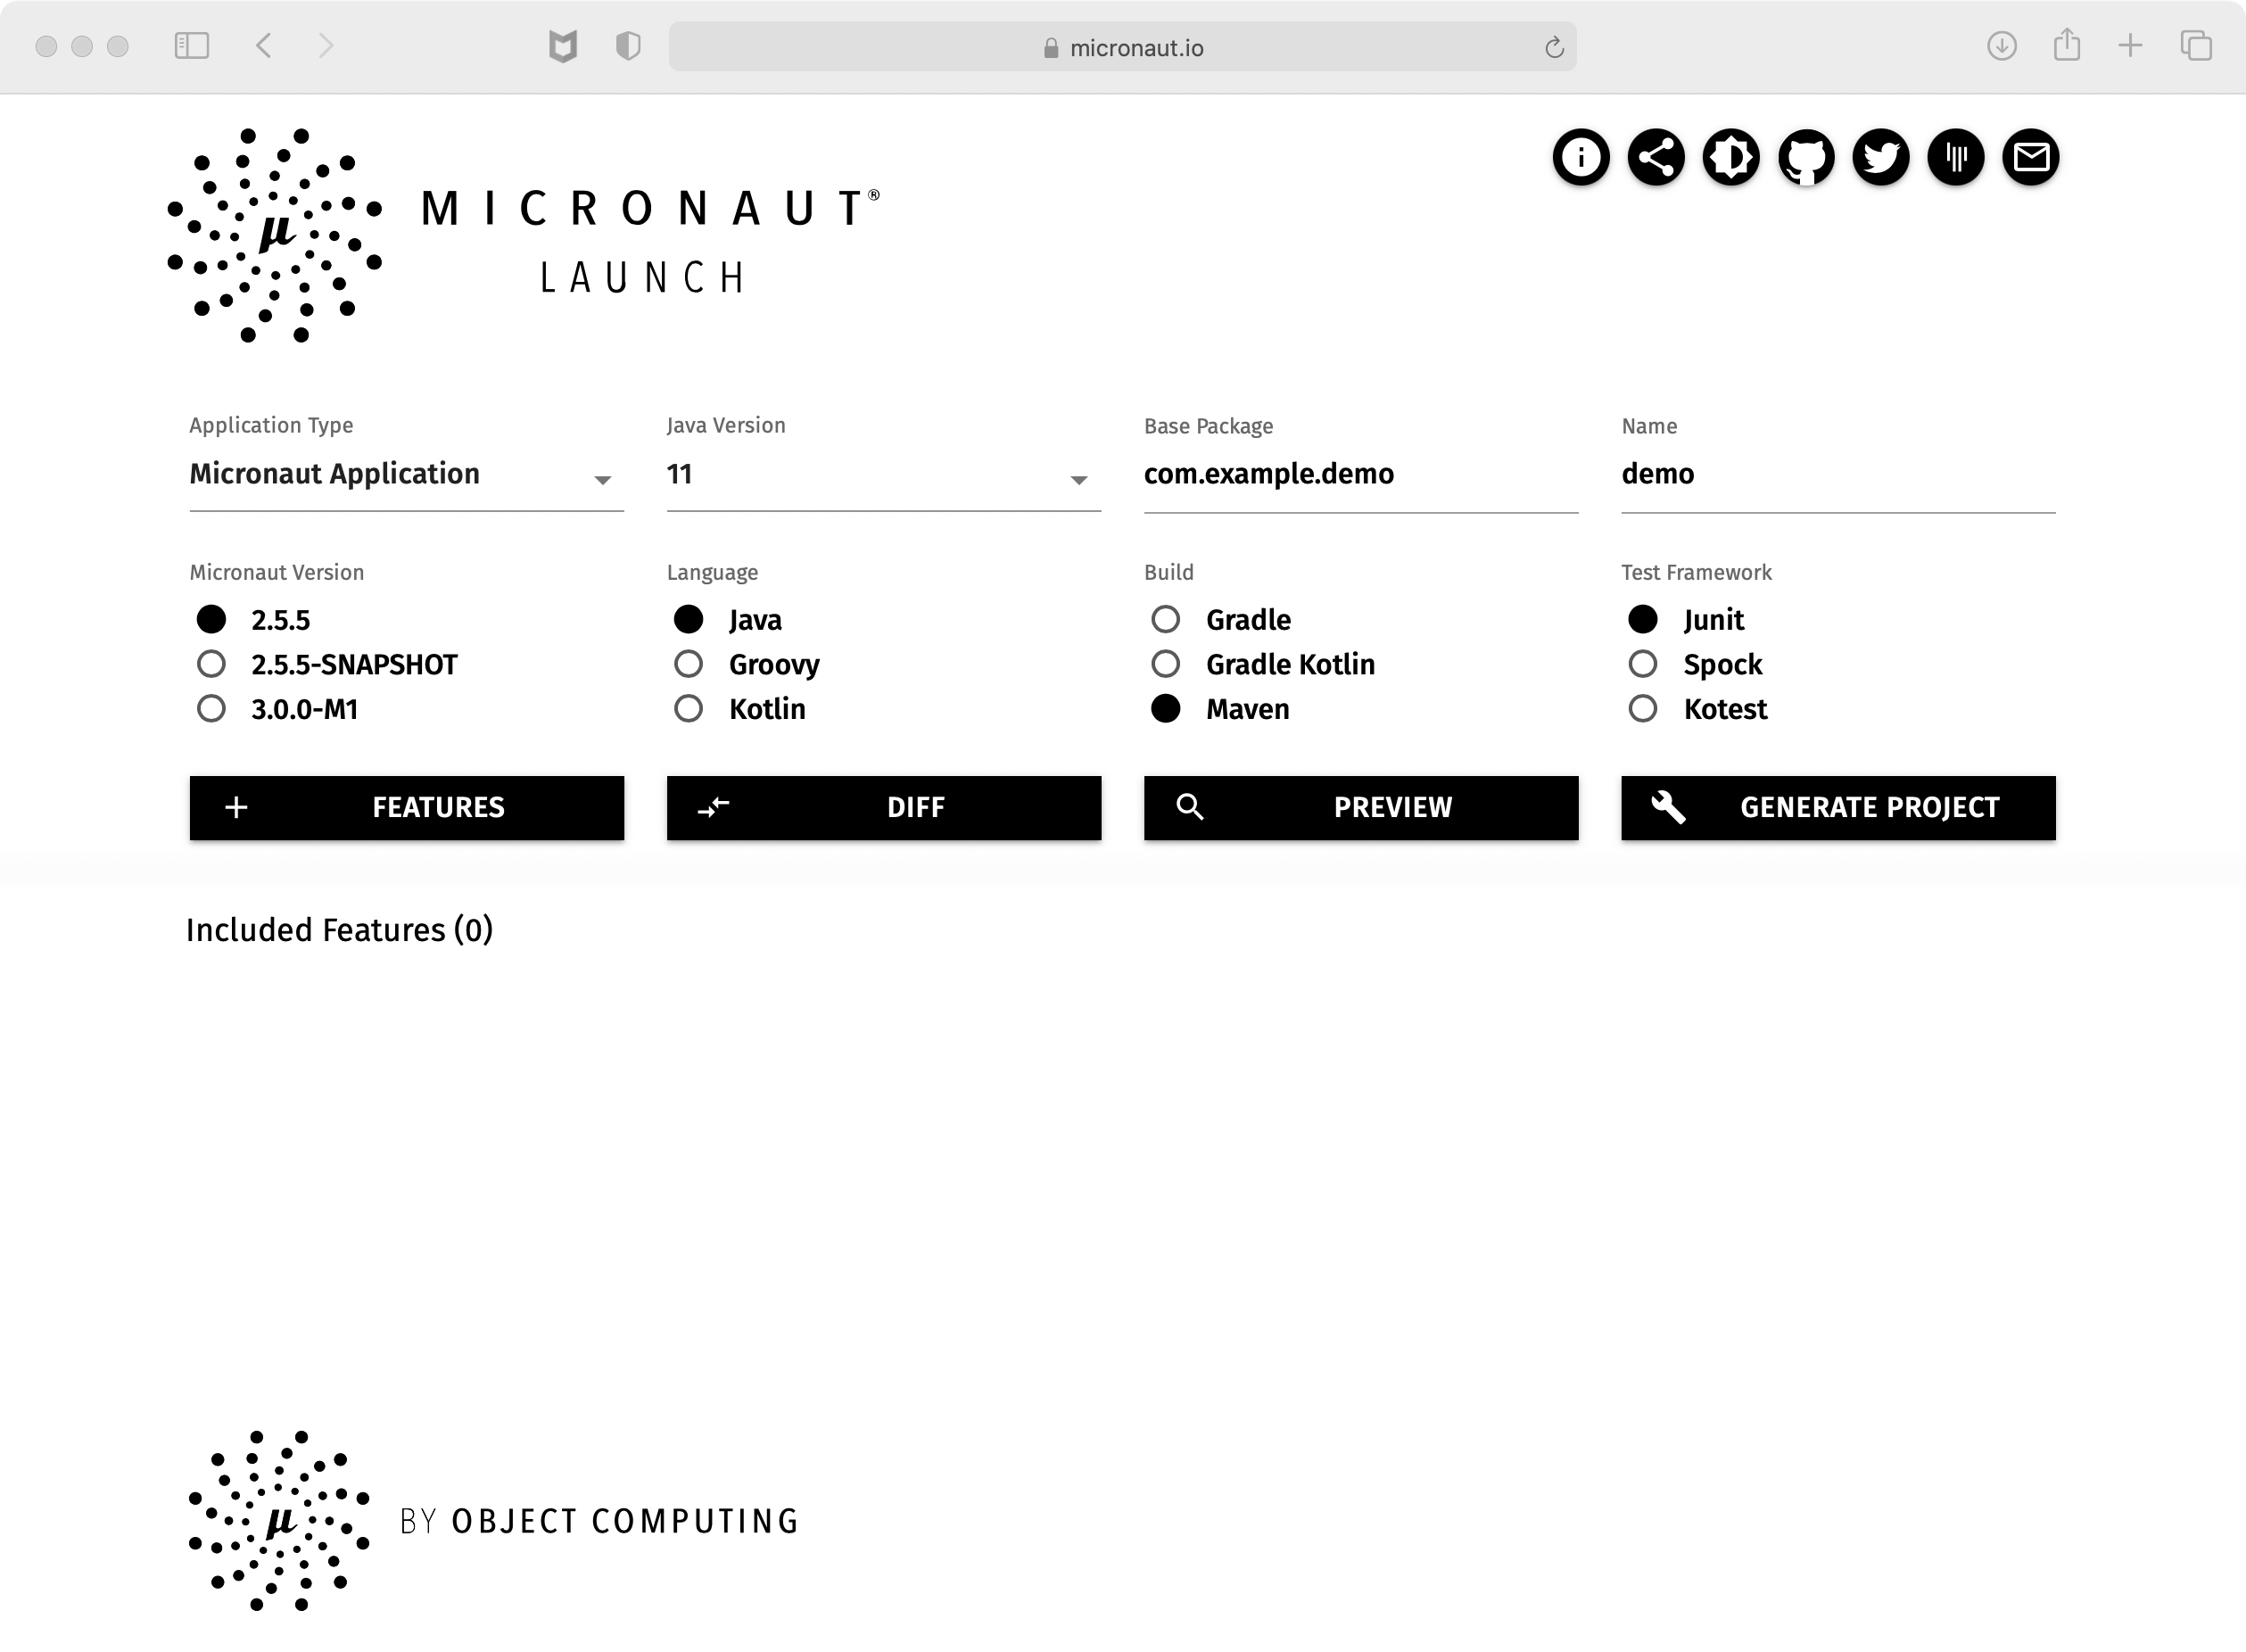 micronaut.io
MICRONAUT®
LAUNCH
μ
Application Type
Micronaut Application
Java Version
11
Base Package
com.example.demo
Name
demo
Micronaut Version
2.5.5
2.5.5-SNAPSHOT
3.0.0-M1
Language
Java
Groovy
Kotlin
Build
Gradle
Gradle Kotlin
Maven
Test Framework
Junit
Spock
Kotest
FEATURES
DIFF
PREVIEW
GENERATE PROJECT
Included Features (0)
μ
BY OBJECT COMPUTING